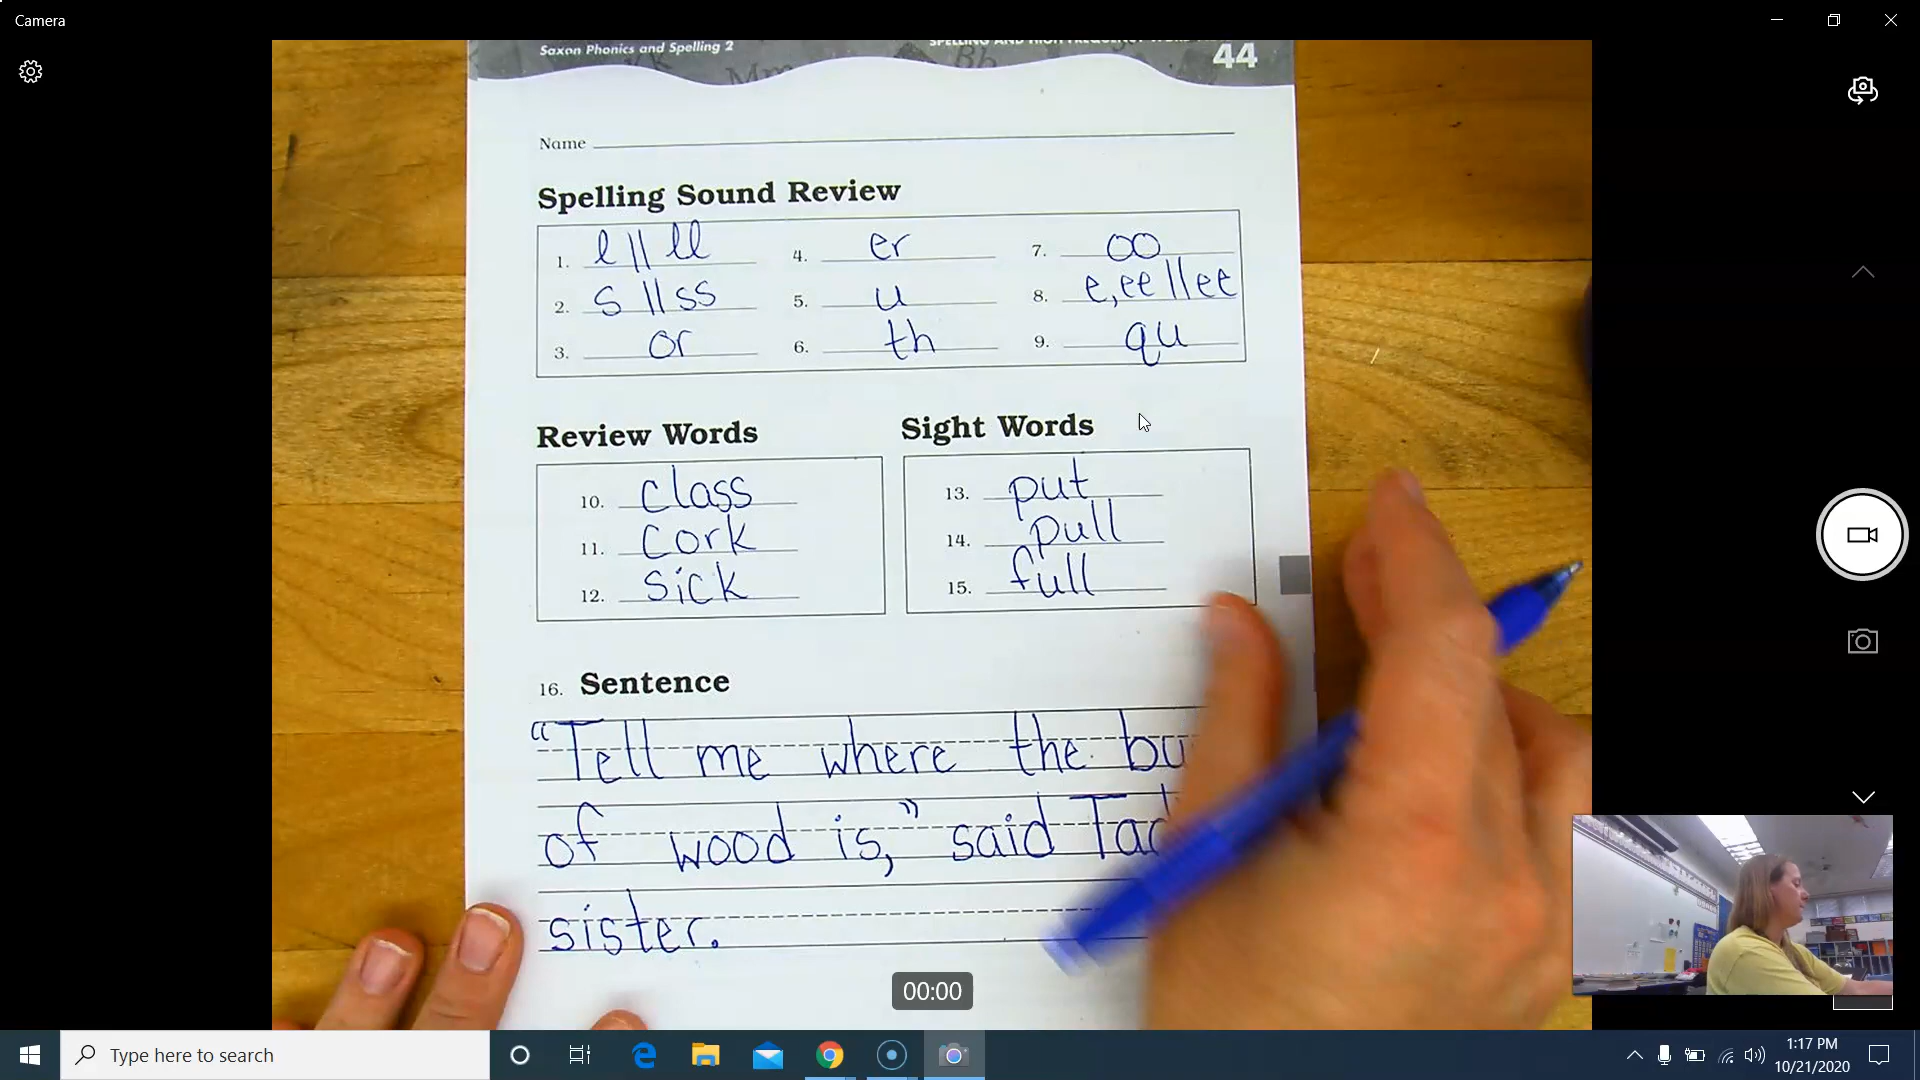 Camera
Saxon Phonics and Spelling 2
44
Name
Spelling Sound Review
1. l || ll
4. er
7. oo
2. s || ss
5. u
8. e, ee || ee
3. or
6. th
9. qu
Review Words
Sight Words
10. class
13. put
11. cork
14. pull
12. sick
15. full
16. Sentence
“Tell me where the
of wood is,” said
sister.
00:00
Type here to search
1:17 PM
10/21/2020